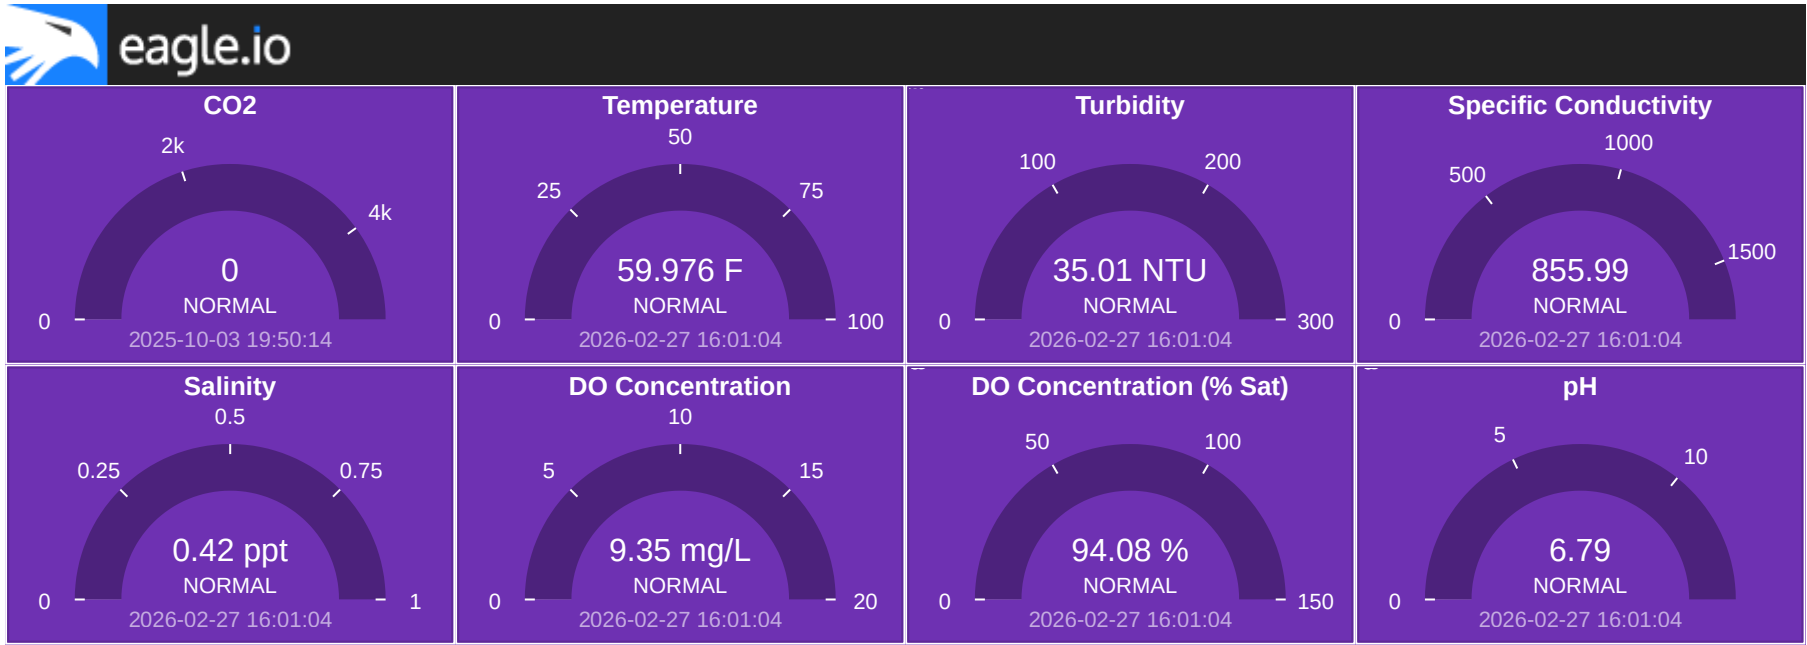 eagle.io
CO2
2k
4k
0
0
NORMAL
2025-10-03 19:50:14
Temperature
50
25
75
59.976 F
NORMAL
0
100
2026-02-27 16:01:04
Turbidity
100
200
35.01 NTU
NORMAL
0
300
2026-02-27 16:01:04
Specific Conductivity
1000
500
1500
855.99
NORMAL
0
2026-02-27 16:01:04
Salinity
0.5
0.25
0.75
0.42 ppt
NORMAL
0
1
2026-02-27 16:01:04
DO Concentration
10
5
15
9.35 mg/L
NORMAL
0
20
2026-02-27 16:01:04
DO Concentration (% Sat)
50
100
94.08 %
NORMAL
0
150
2026-02-27 16:01:04
pH
5
10
6.79
NORMAL
0
2026-02-27 16:01:04